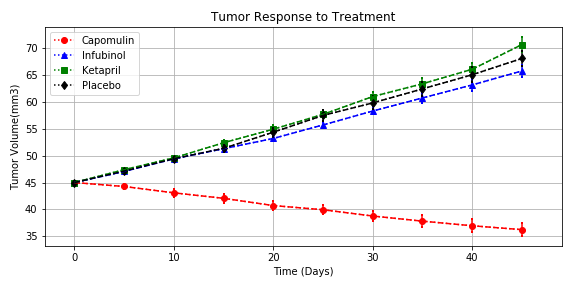 Tumor Response to Treatment
Capomulin
Infubinol
Ketapril
Placebo
Tumor Volume(mm3)
70
65
60
55
50
45
40
35
0
10
20
30
40
Time (Days)